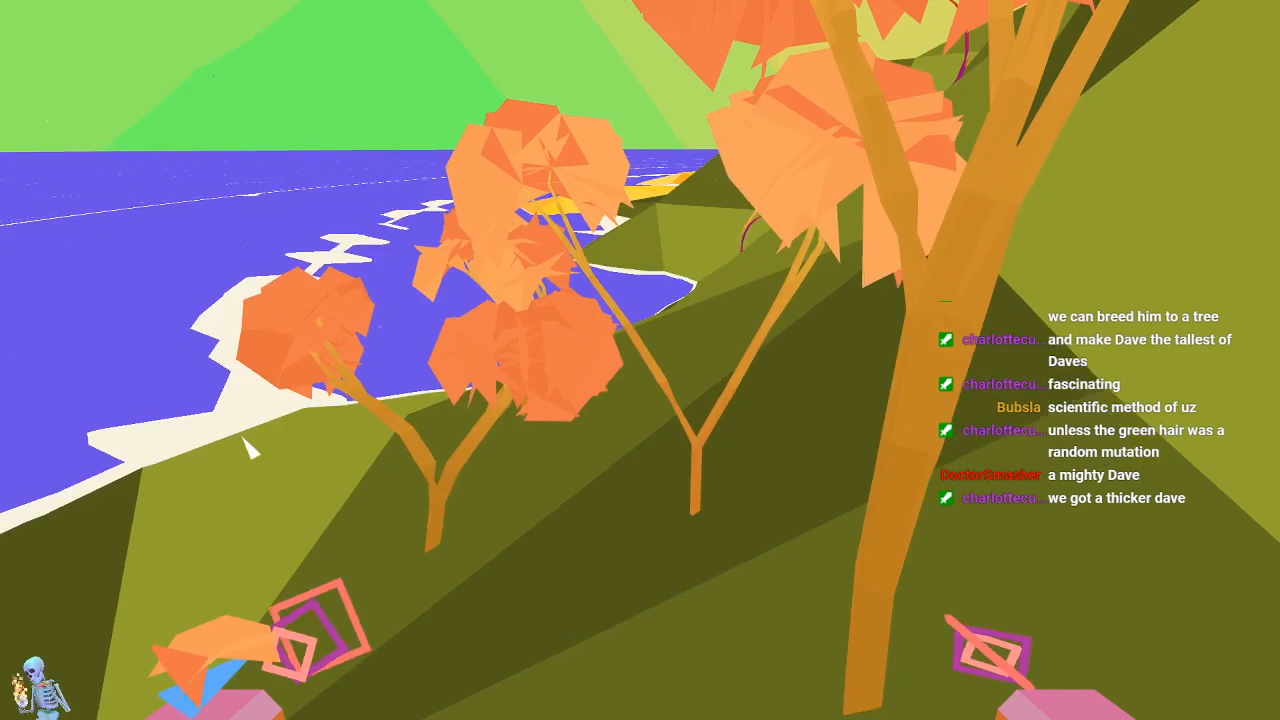 we can breed him to a tree
charlottecu... and make Dave the tallest of
Daves
charlottecu... fascinating
Bubsla scientific method of uz
charlottecu... unless the green hair was a
random mutation
DoctorSmasher a mighty Dave
charlottecu... we got a thicker dave